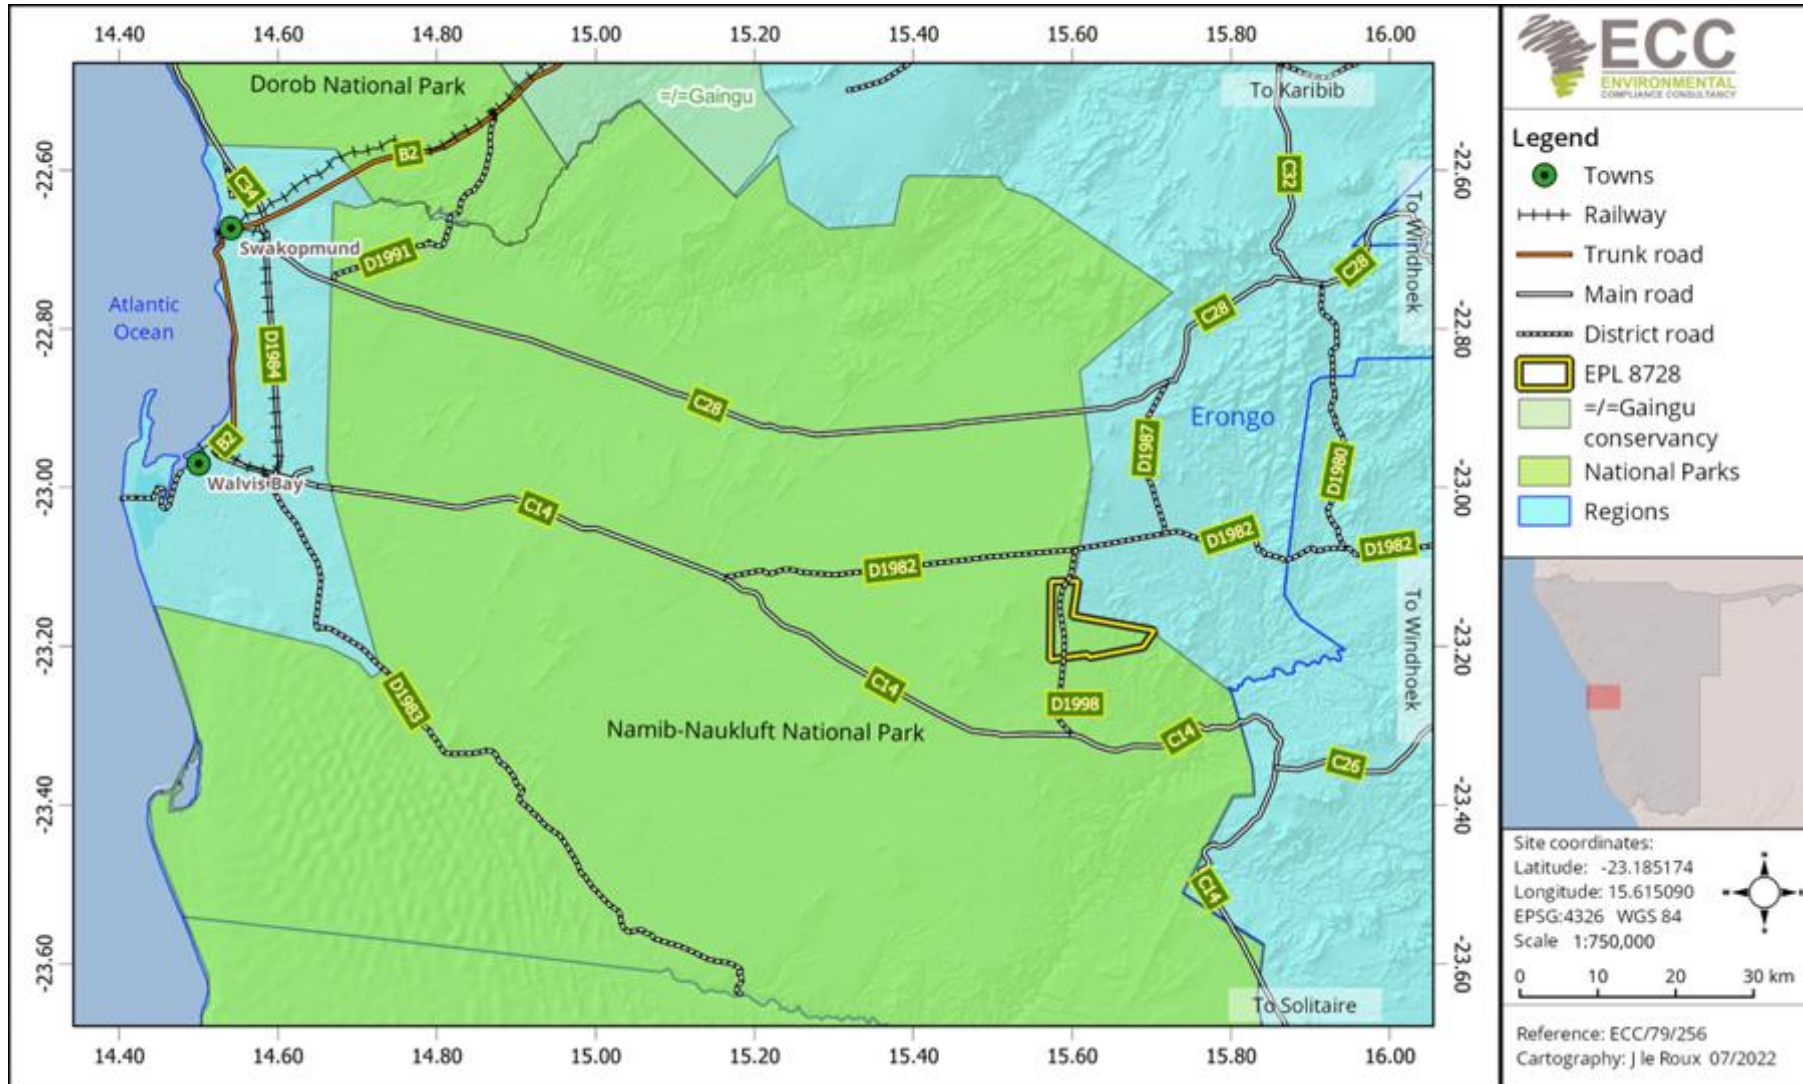 14.40 14.60 14.80 15.00 15.20 15.40 15.60 15.80 16.00
-22.60
-22.80
-23.00
-23.20
-23.40
-23.60
Dorob National Park
=/=Gaingu
To Karibib
C34
B2
C32
To Windhoek
Swakopmund
D1991
C28
Atlantic
Ocean
C28
D1984
C28
Erongo
B2
D1987
D1980
Walvis Bay
C14
D1982
D1982
D1982
To Windhoek
D1983
C14
D1998
C14
Namib-Naukluft National Park
C26
C14
To Solitaire
-22.60
-22.80
-23.00
-23.20
-23.40
-23.60
14.40 14.60 14.80 15.00 15.20 15.40 15.60 15.80 16.00
ECC
ENVIRONMENTAL
COMPLIANCE CONSULTANCY
Legend
Towns
Railway
Trunk road
Main road
District road
EPL 8728
=/=Gaingu
conservancy
National Parks
Regions
Site coordinates:
Latitude: -23.185174
Longitude: 15.615090
EPSG:4326 WGS 84
Scale 1:750,000
0 10 20 30 km
Reference: ECC/79/256
Cartography: J le Roux 07/2022